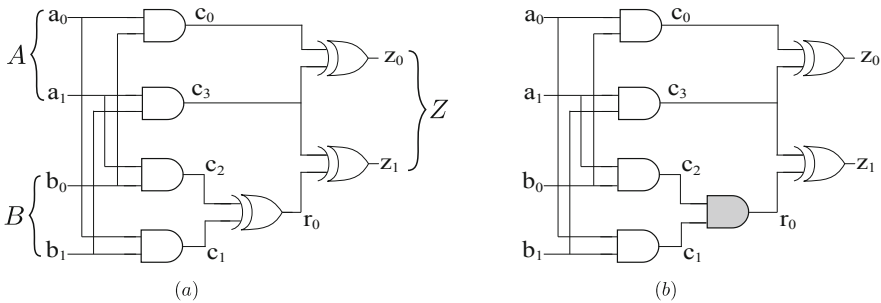 a₀ c₀ a₀ c₀
A z₀ z₀
a₁ c₃ Z a₁ c₃
c₂ z₁ c₂ z₁
b₀ b₀
B r₀ r₀
b₁ c₁ b₁ c₁
(a) (b)